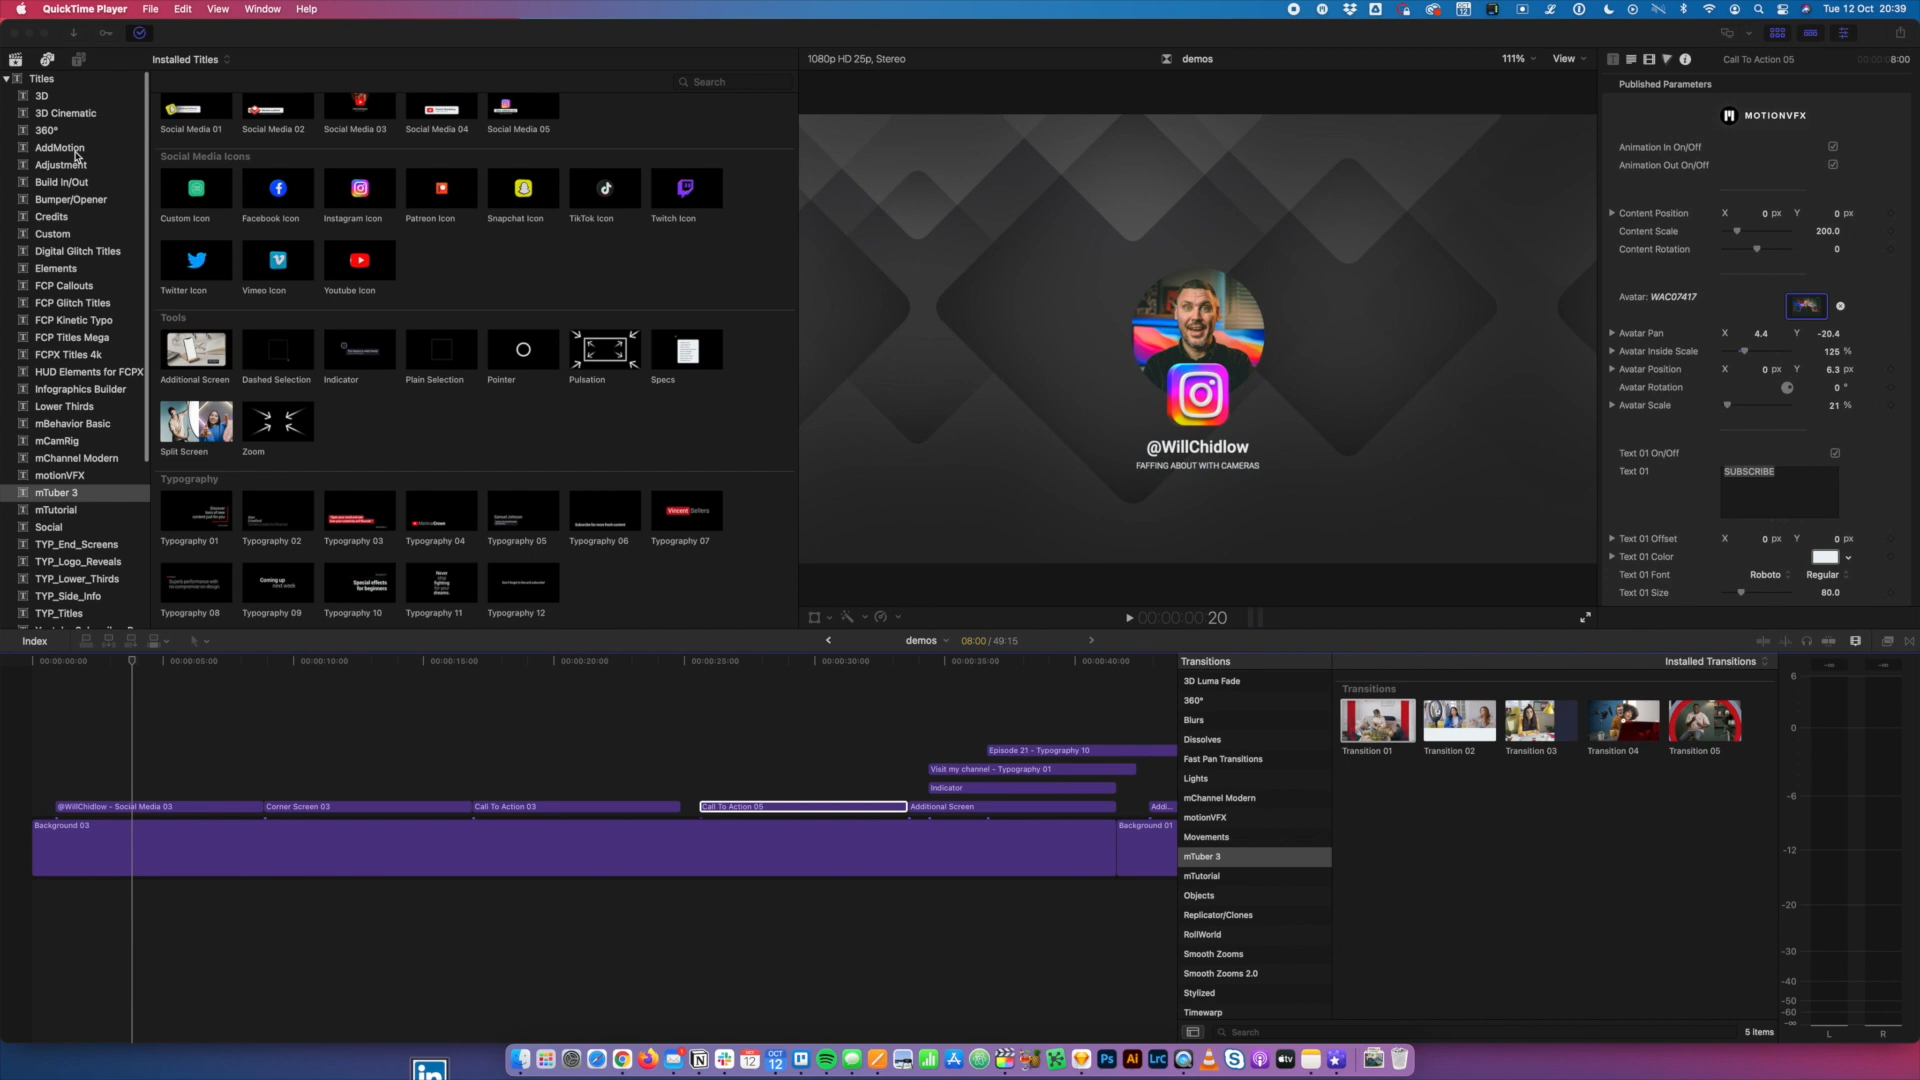 QuickTime Player File Edit View Window Help
Tue 12 Oct 20:39
Installed Titles
Search
Titles
3D
3D Cinematic
360°
AddMotion
Adjustment
Build In/Out
Bumper/Opener
Credits
Custom
Digital Glitch Titles
Elements
FCP Callouts
FCP Glitch Titles
FCP Kinetic Typo
FCP Titles Mega
FCPX Titles 4k
HUD Elements for FCPX
Infographics Builder
Lower Thirds
mBehavior Basic
mCamRig
mChannel Modern
motionVFX
mTuber 3
mTutorial
Social
TYP_End_Screens
TYP_Logo_Reveals
TYP_Lower_Thirds
TYP_Side_Info
TYP_Titles
Social Media 01 Social Media 02 Social Media 03 Social Media 04 Social Media 05
Social Media Icons
Custom Icon Facebook Icon Instagram Icon Patreon Icon Snapchat Icon TikTok Icon Twitch Icon
Twitter Icon Vimeo Icon Youtube Icon
Tools
Additional Screen Dashed Selection Indicator Plain Selection Pointer Pulsation Specs
Split Screen Zoom
Typography
Typography 01 Typography 02 Typography 03 Typography 04 Typography 05 Typography 06 Typography 07
Typography 08 Typography 09 Typography 10 Typography 11 Typography 12
1080p HD 25p, Stereo
demos
111% View
@WillChidlow
FAFFING ABOUT WITH CAMERAS
00:00:00:20
Call To Action 05
8:00
Published Parameters
MOTIONVFX
Animation In On/Off
Animation Out On/Off
Content Position X 0 px Y 0 px
Content Scale 200.0
Content Rotation 0
Avatar: WAC07417
Avatar Pan X 4.4 Y -20.4
Avatar Inside Scale 125 %
Avatar Position X 0 px Y 6.3 px
Avatar Rotation 0 °
Avatar Scale 21 %
Text 01 On/Off
Text 01 SUBSCRIBE
Text 01 Offset X 0 px Y 0 px
Text 01 Color
Text 01 Font Roboto Regular
Text 01 Size 80.0
Index
demos 08:00 / 49:15
00:00:00:00 00:00:05:00 00:00:10:00 00:00:15:00 00:00:20:00 00:00:25:00 00:00:30:00 00:00:35:00 00:00:40:00
Episode 21 - Typography 10
Visit my channel - Typography 01
Indicator
@WillChidlow - Social Media 03 Corner Screen 03 Call To Action 03 Call To Action 05 Additional Screen Addi...
Background 03 Background 01
Transitions
3D Luma Fade
360°
Blurs
Dissolves
Fast Pan Transitions
Lights
mChannel Modern
motionVFX
Movements
mTuber 3
mTutorial
Objects
Replicator/Clones
RollWorld
Smooth Zooms
Smooth Zooms 2.0
Stylized
Timewarp
Installed Transitions
Transitions
Transition 01 Transition 02 Transition 03 Transition 04 Transition 05
Search
5 items
6
0
-6
-12
-20
-30
-40
-50
-60
-∞
L R